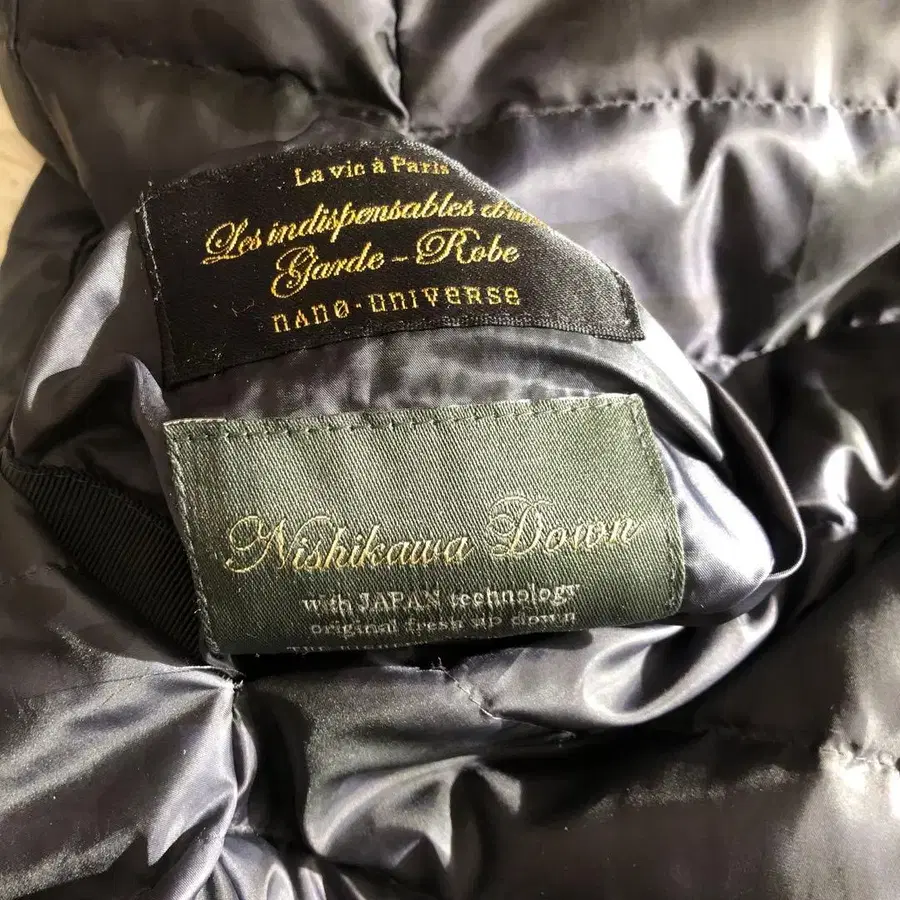 La vie à Paris
Les indispensables
Garde-Robe
nano·universe
Nishikawa Down
with JAPAN technology
original fresh up down